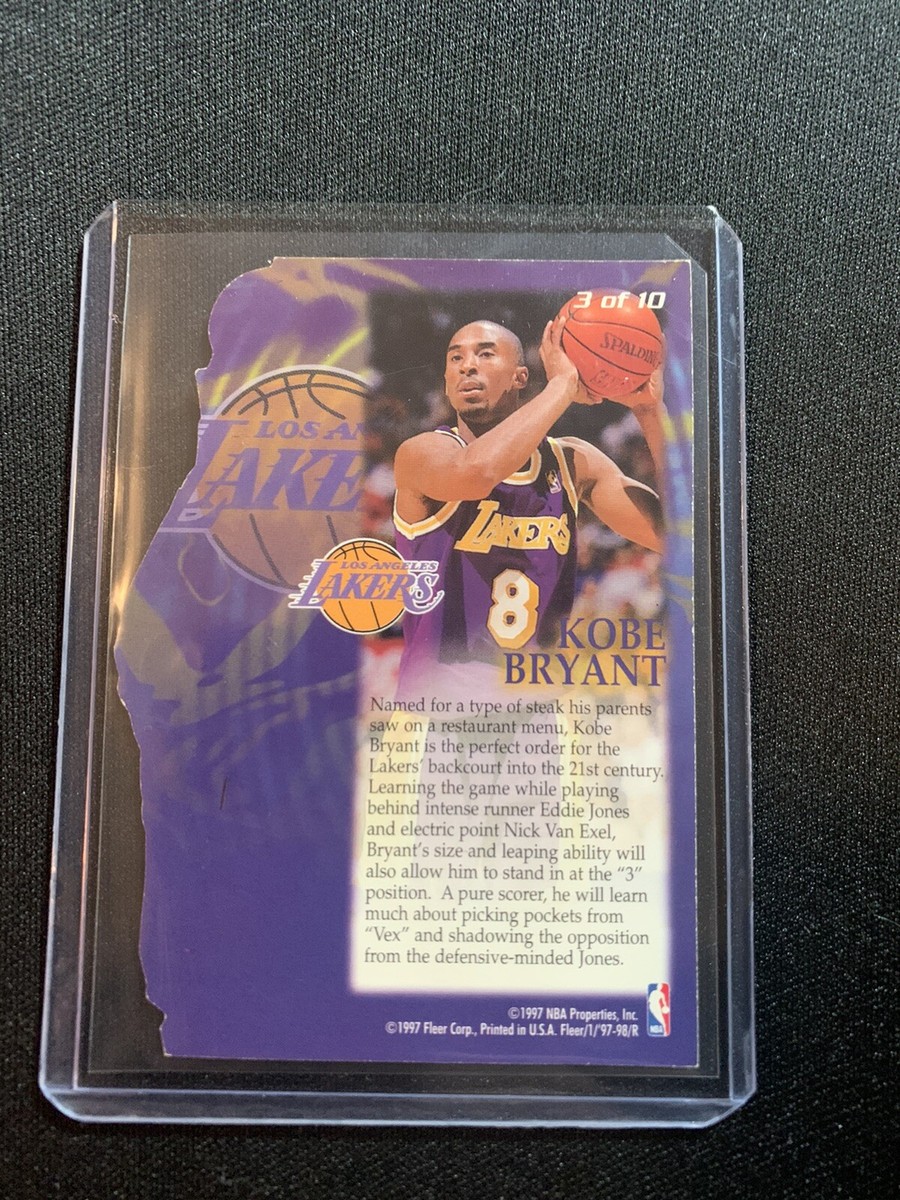 3 of 10
SPALDING
LOS AN
LAKE
LOS ANGELES
LAKERS
LAKERS
8
KOBE
BRYANT
Named for a type of steak his parents
saw on a restaurant menu, Kobe
Bryant is the perfect order for the
Lakers' backcourt into the 21st century.
Learning the game while playing
behind intense runner Eddie Jones
and electric point Nick Van Exel,
Bryant's size and leaping ability will
also allow him to stand in at the “3”
position. A pure scorer, he will learn
much about picking pockets from
“Vex” and shadowing the opposition
from the defensive-minded Jones.
©1997 NBA Properties, Inc.
©1997 Fleer Corp., Printed in U.S.A. Fleer/1/'97-98/R
NBA